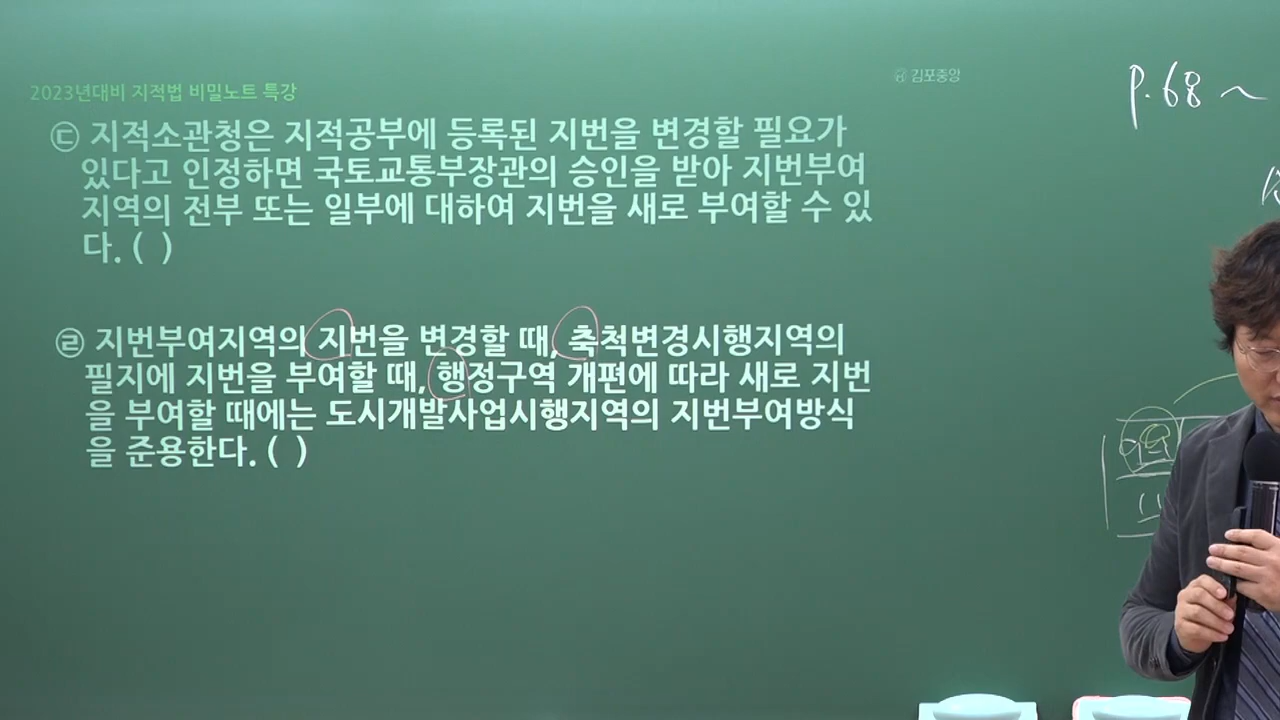 2023년대비 지적법 비밀노트 특강
김포중앙
P.68 ~
㉢ 지적소관청은 지적공부에 등록된 지번을 변경할 필요가
있다고 인정하면 국토교통부장관의 승인을 받아 지번부여
지역의 전부 또는 일부에 대하여 지번을 새로 부여할 수 있
다. ( )
㉣ 지번부여지역의 지번을 변경할 때, 축척변경시행지역의
필지에 지번을 부여할 때, 행정구역 개편에 따라 새로 지번
을 부여할 때에는 도시개발사업시행지역의 지번부여방식
을 준용한다. ( )